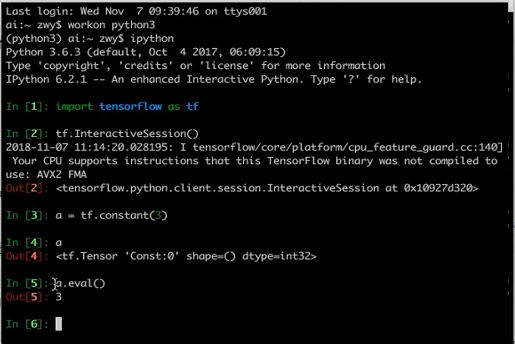 Last login: Wed Nov  7 09:39:46 on ttys001
ai:~ zwy$ workon python3
(python3) ai:~ zwy$ ipython
Python 3.6.3 (default, Oct  4 2017, 06:09:15)
Type 'copyright', 'credits' or 'license' for more information
IPython 6.2.1 -- An enhanced Interactive Python. Type '?' for help.
In [1]: import tensorflow as tf
In [2]: tf.InteractiveSession()
2018-11-07 11:14:20.028195: I tensorflow/core/platform/cpu_feature_guard.cc:140]
 Your CPU supports instructions that this TensorFlow binary was not compiled to
use: AVX2 FMA
Out[2]: <tensorflow.python.client.session.InteractiveSession at 0x10927d320>
In [3]: a = tf.constant(3)
In [4]: a
Out[4]: <tf.Tensor 'Const:0' shape=() dtype=int32>
In [5]: a.eval()
Out[5]: 3
In [6]: